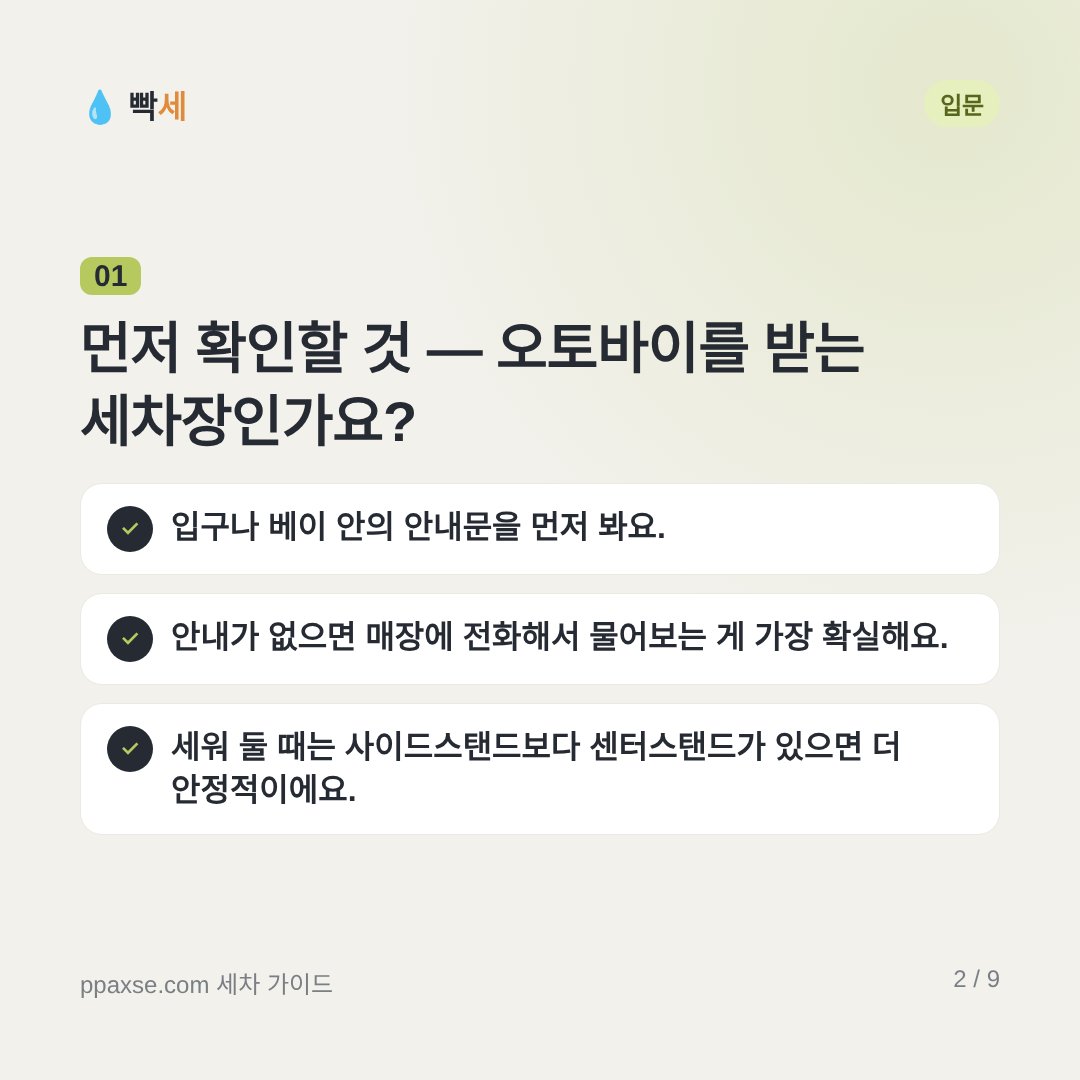 빡세
입문
01
먼저 확인할 것 — 오토바이를 받는
세차장인가요?
입구나 베이 안의 안내문을 먼저 봐요.
안내가 없으면 매장에 전화해서 물어보는 게 가장 확실해요.
세워 둘 때는 사이드스탠드보다 센터스탠드가 있으면 더
안정적이에요.
ppaxse.com 세차 가이드
2 / 9